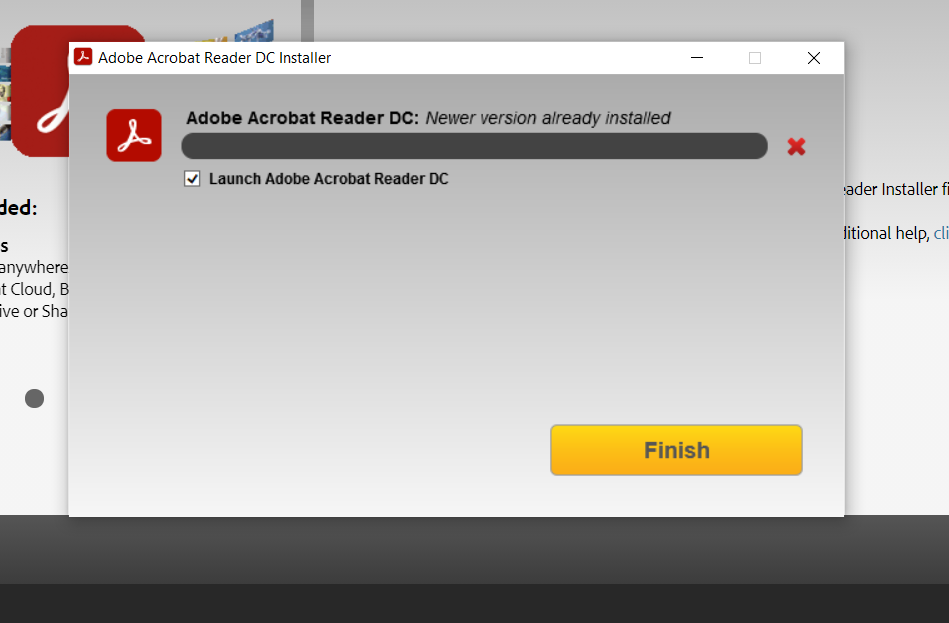 Adobe Acrobat Reader DC Installer
Adobe Acrobat Reader DC: Newer version already installed
Launch Adobe Acrobat Reader DC
Finish
ded:
s
anywhere
t Cloud, B
ive or Sha
eader Installer fi
ditional help, cli